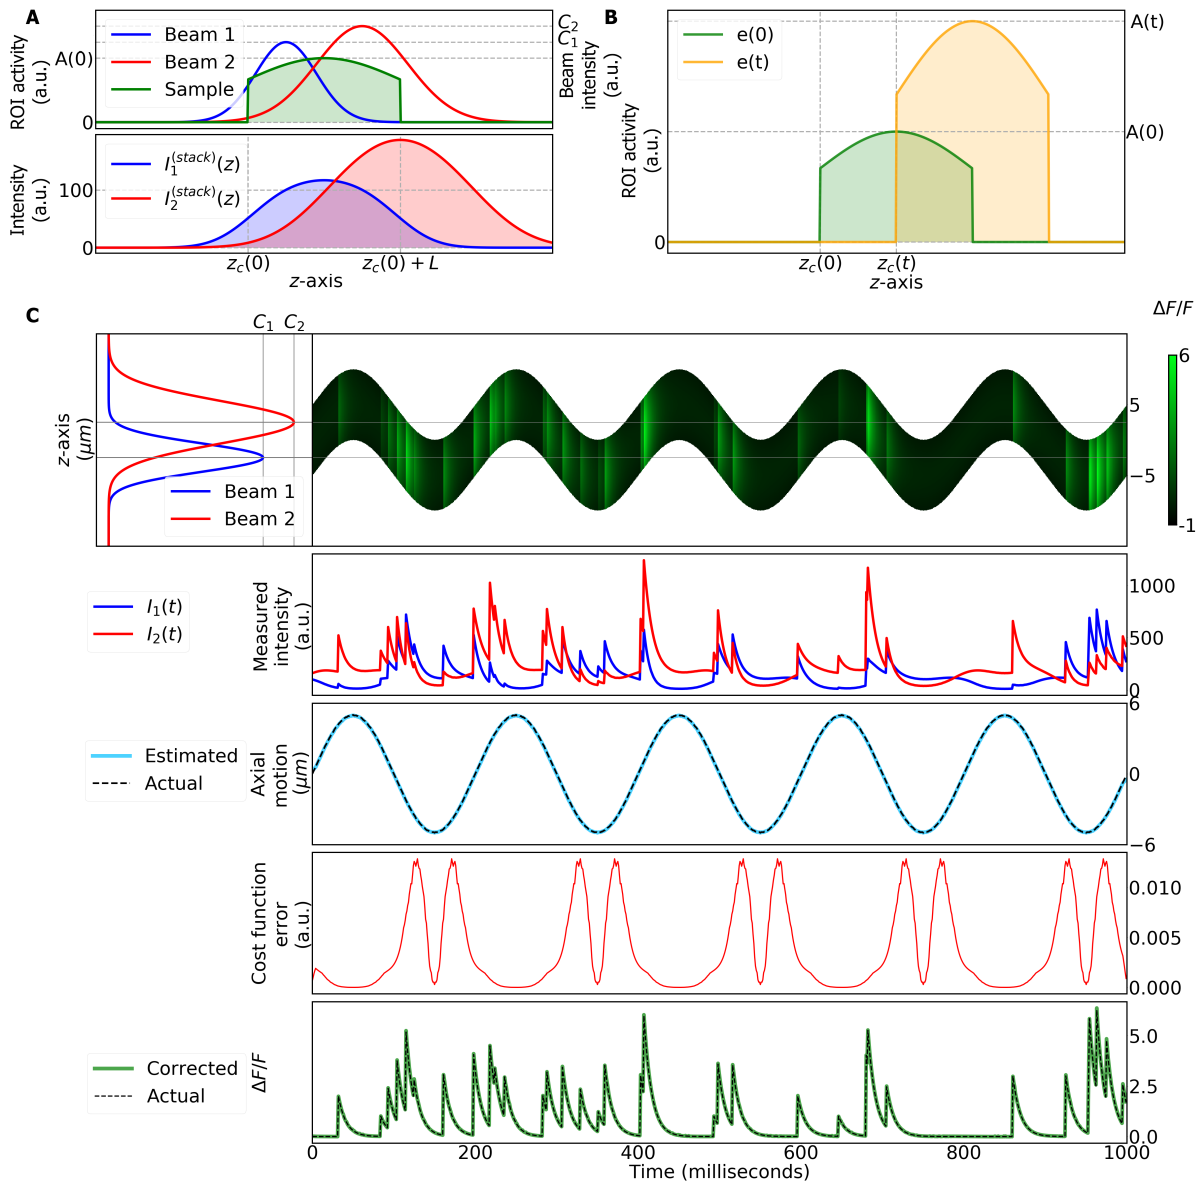 A
Beam 1
Beam 2
Sample
ROI activity
(a.u.)
A(0)
0
C₂
C₁
Beam
intensity
(a.u.)
I₁^(stack)(z)
I₂^(stack)(z)
Intensity
(a.u.)
100
0
z_c(0)
z_c(0) + L
z-axis
B
e(0)
e(t)
ROI activity
(a.u.)
0
A(t)
A(0)
z_c(0)
z_c(t)
z-axis
C
C₁ C₂
z-axis
(μm)
Beam 1
Beam 2
5
−5
ΔF/F
6
-1
I₁(t)
I₂(t)
Measured
intensity
(a.u.)
1000
500
0
Estimated
Actual
Axial
motion
(μm)
6
0
−6
Cost function
error
(a.u.)
0.010
0.005
0.000
Corrected
Actual
ΔF/F
5.0
2.5
0.0
0 200 400 600 800 1000
Time (milliseconds)